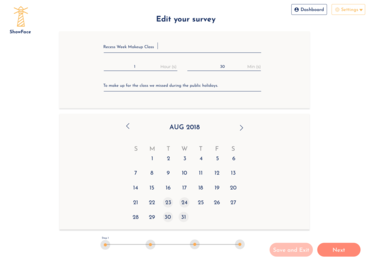 Edit your survey
Dashboard
Settings
ShowFace
Recess Week Makeup Class
1
30
To make up for the class we missed during the public holidays.
AUG 2018
S M T W T F S
1 2 3 4 5 6
7 8 9 10 11 12 13
14 15 16 17 18 19 20
21 22 23 24 25 26 27
28 29 30 31
Save and Exit
Next